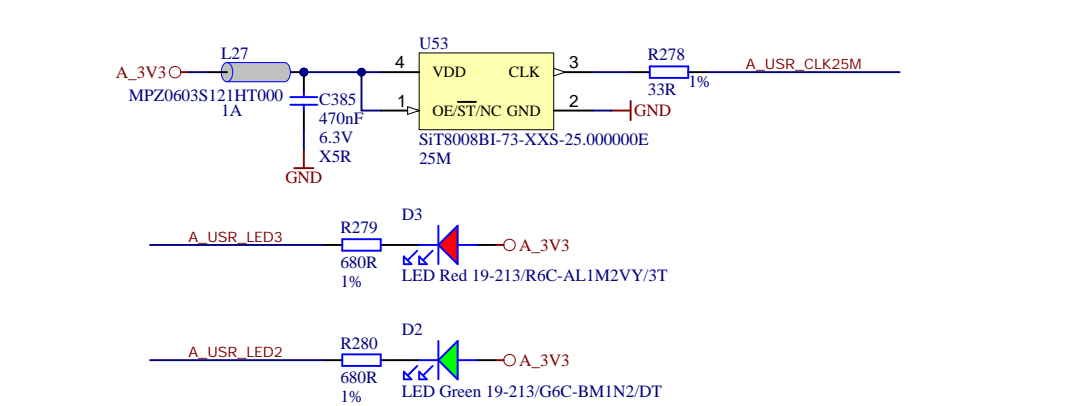 U53
L27
A_3V3
4
VDD
CLK
3
R278
33R
1%
A_USR_CLK25M
MPZ0603S121HT000
1A
C385
470nF
6.3V
X5R
GND
1
OE/ST/NC
GND
2
GND
SiT8008BI-73-XXS-25.000000E
25M
A_USR_LED3
R279
680R
1%
D3
A_3V3
LED Red 19-213/R6C-AL1M2VY/3T
A_USR_LED2
R280
680R
1%
D2
A_3V3
LED Green 19-213/G6C-BM1N2/DT